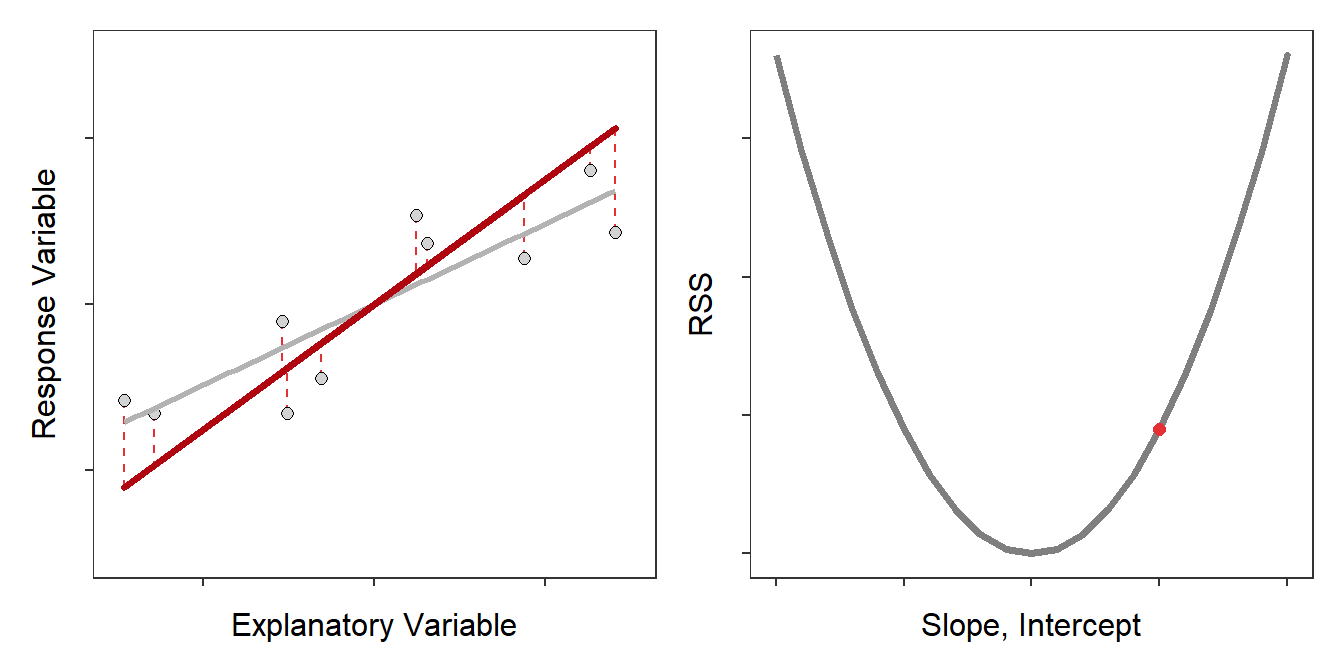 Response Variable
Explanatory Variable
RSS
Slope, Intercept